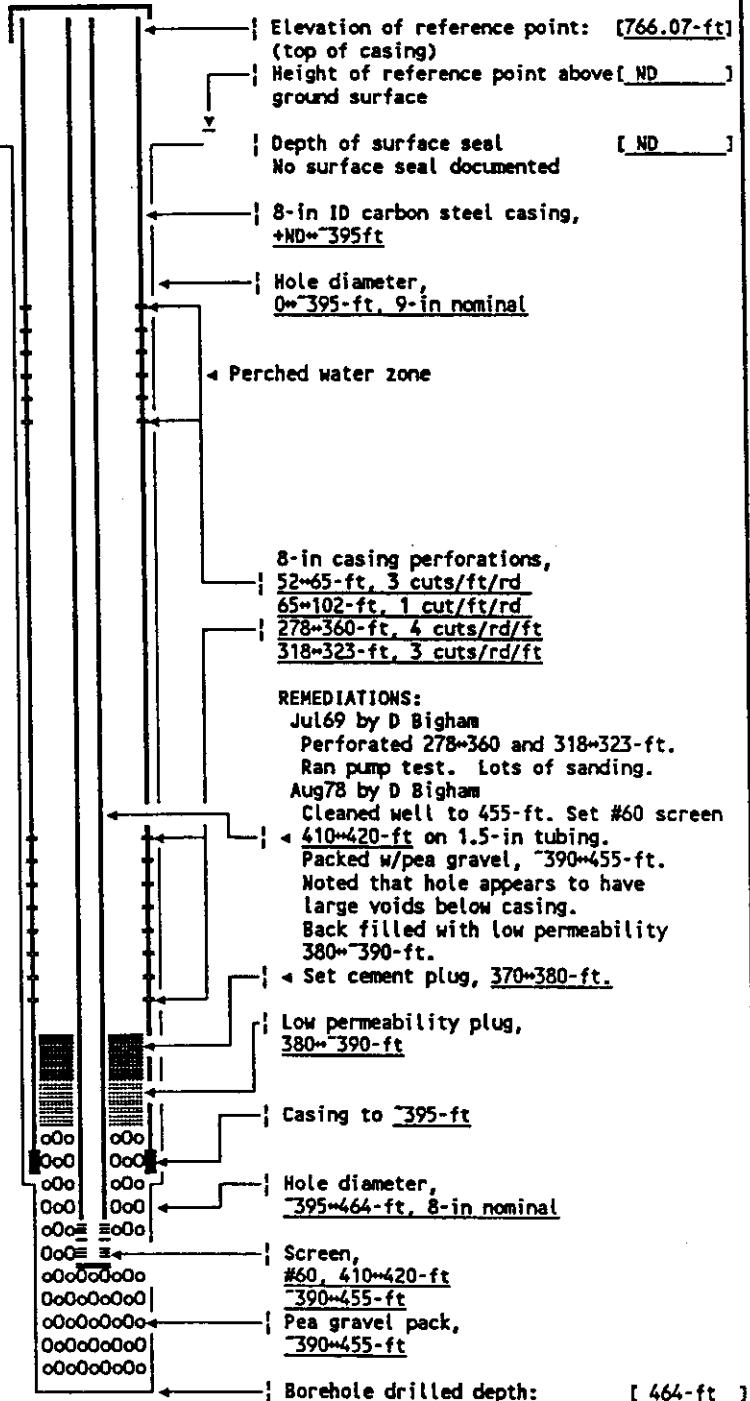 Elevation of reference point: [766.07-ft]
(top of casing)
Height of reference point above[ ND ]
ground surface
Depth of surface seal [ ND ]
No surface seal documented
8-in ID carbon steel casing,
+ND↔~395ft
Hole diameter,
0↔~395-ft, 9-in nominal
Perched water zone
8-in casing perforations,
52↔65-ft, 3 cuts/ft/rd
65↔102-ft, 1 cut/ft/rd
278↔360-ft, 4 cuts/rd/ft
318↔323-ft, 3 cuts/rd/ft
REMEDIATIONS:
Jul69 by D Bigham
Perforated 278↔360 and 318↔323-ft.
Ran pump test. Lots of sanding.
Aug78 by D Bigham
Cleaned well to 455-ft. Set #60 screen
410↔420-ft on 1.5-in tubing.
Packed w/pea gravel, ~390↔455-ft.
Noted that hole appears to have
large voids below casing.
Back filled with low permeability
380↔~390-ft.
Set cement plug, 370↔380-ft.
Low permeability plug,
380↔~390-ft
Casing to ~395-ft
Hole diameter,
~395↔464-ft, 8-in nominal
Screen,
#60, 410↔420-ft
~390↔455-ft
Pea gravel pack,
~390↔455-ft
Borehole drilled depth: [ 464-ft ]